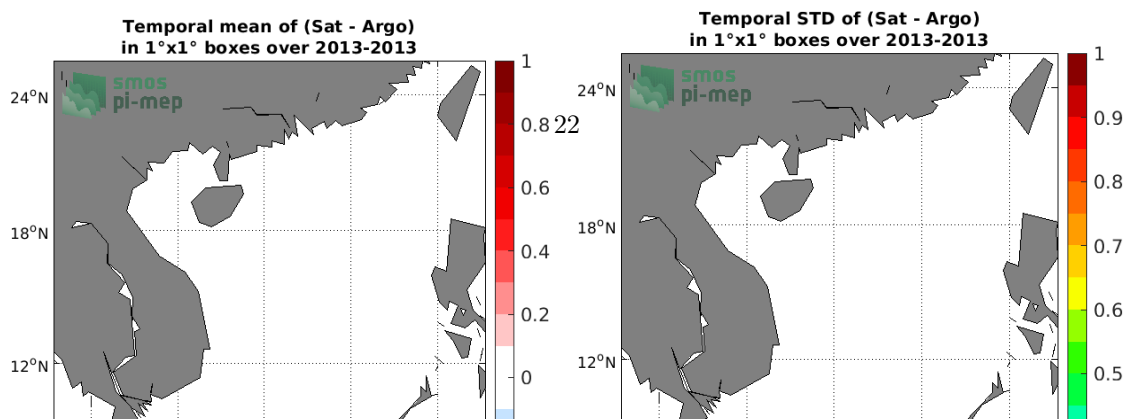 Temporal mean of (Sat - Argo)
in 1°x1° boxes over 2013-2013
smos
pi-mep
24°N
18°N
12°N
1
0.8
0.6
0.4
0.2
0
22
Temporal STD of (Sat - Argo)
in 1°x1° boxes over 2013-2013
smos
pi-mep
24°N
18°N
12°N
1
0.9
0.8
0.7
0.6
0.5